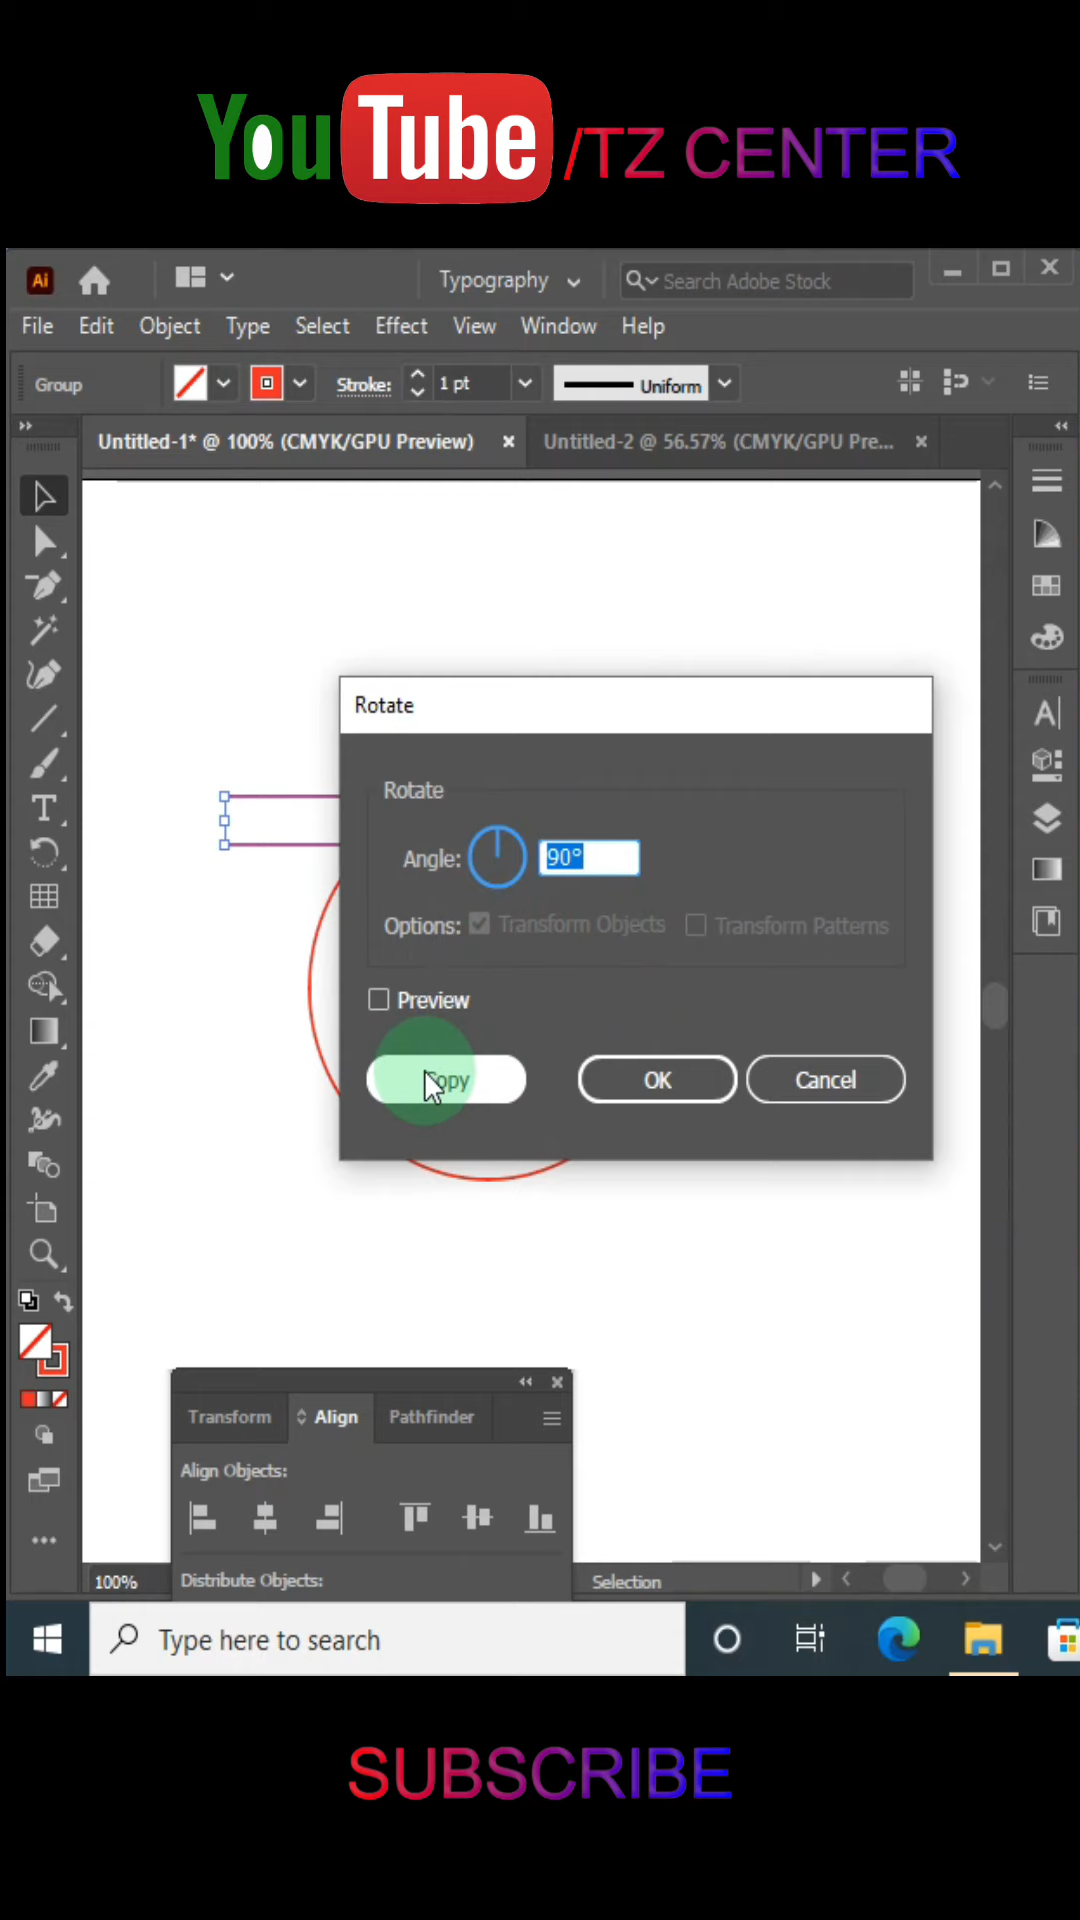 YouTube/TZ CENTER
Ai Typography Search Adobe Stock
File Edit Object Type Select Effect View Window Help
Group Stroke: 1 pt Uniform
Untitled-1* @ 100% (CMYK/GPU Preview) Untitled-2 @ 56.57% (CMYK/GPU Pre...
Rotate
Rotate
Angle: 90°
Options: Transform Objects Transform Patterns
Preview
Copy OK Cancel
Transform Align Pathfinder
Align Objects:
Distribute Objects:
100% Selection
Type here to search
SUBSCRIBE